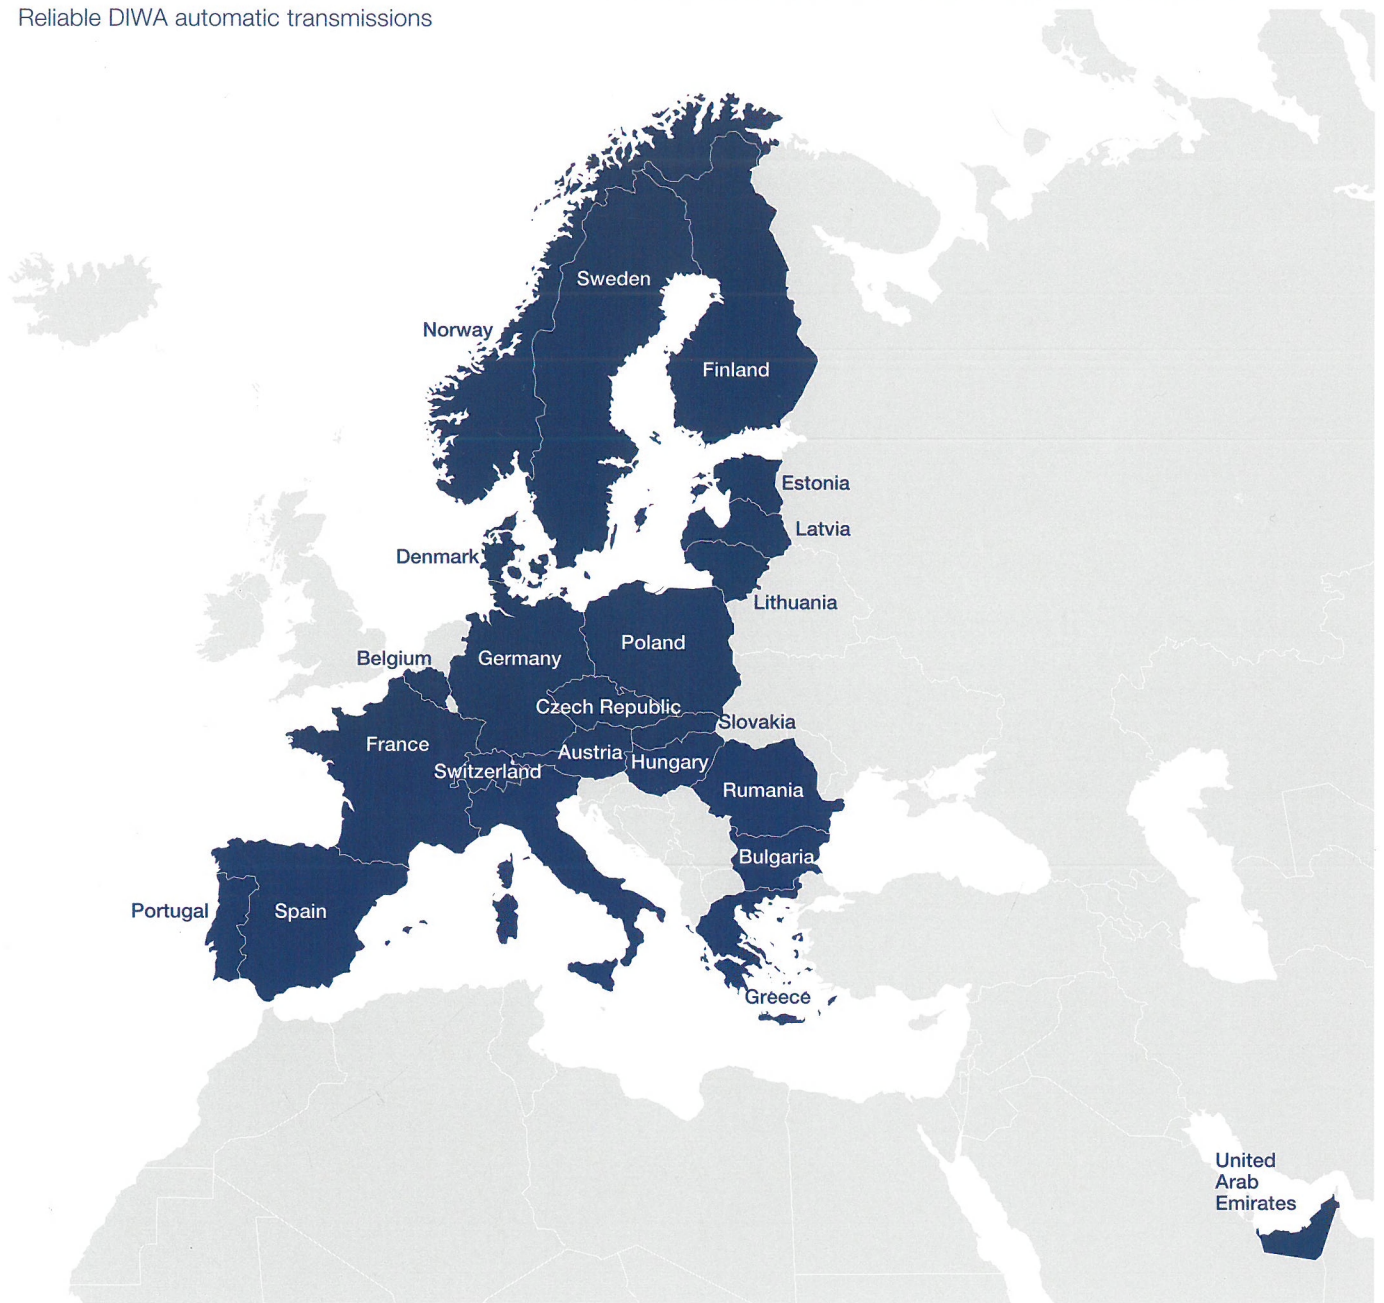 Reliable DIWA automatic transmissions
Sweden
Norway
Finland
Estonia
Latvia
Denmark
Lithuania
Poland
Belgium
Germany
Czech Republic
Slovakia
France
Austria
Hungary
Switzerland
Rumania
Bulgaria
Portugal
Spain
Greece
United
Arab
Emirates